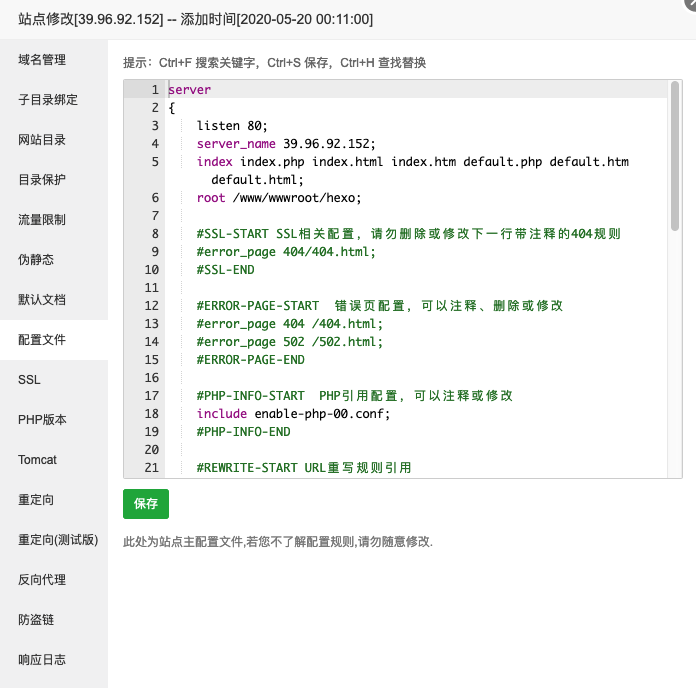 站点修改[39.96.92.152] -- 添加时间[2020-05-20 00:11:00]
域名管理
子目录绑定
网站目录
目录保护
流量限制
伪静态
默认文档
配置文件
SSL
PHP版本
Tomcat
重定向
重定向(测试版)
反向代理
防盗链
响应日志
提示：Ctrl+F 搜索关键字，Ctrl+S 保存，Ctrl+H 查找替换
1 server
2 {
3 listen 80;
4 server_name 39.96.92.152;
5 index index.php index.html index.htm default.php default.htm
default.html;
6 root /www/wwwroot/hexo;
7
8 #SSL-START SSL相关配置，请勿删除或修改下一行带注释的404规则
9 #error_page 404/404.html;
10 #SSL-END
11
12 #ERROR-PAGE-START  错误页配置，可以注释、删除或修改
13 #error_page 404 /404.html;
14 #error_page 502 /502.html;
15 #ERROR-PAGE-END
16
17 #PHP-INFO-START  PHP引用配置，可以注释或修改
18 include enable-php-00.conf;
19 #PHP-INFO-END
20
21 #REWRITE-START URL重写规则引用
保存
此处为站点主配置文件,若您不了解配置规则,请勿随意修改.